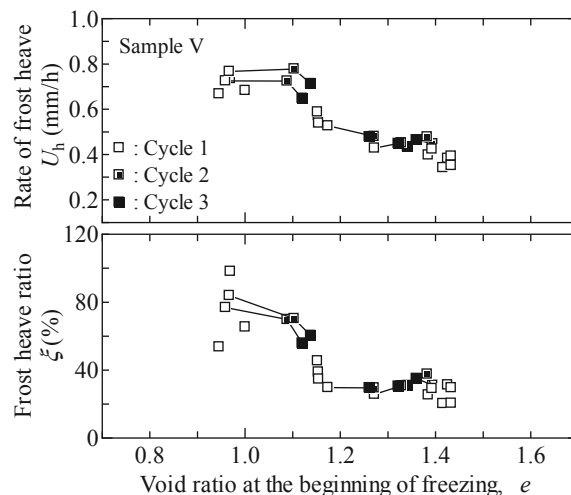 Sample V
Rate of frost heave
U_h (mm/h)
1.0
0.8
0.6
0.4
0.2
□ : Cycle 1
◪ : Cycle 2
■ : Cycle 3
Frost heave ratio
ξ (%)
120
80
40
0
0.8 1.0 1.2 1.4 1.6
Void ratio at the beginning of freezing, e